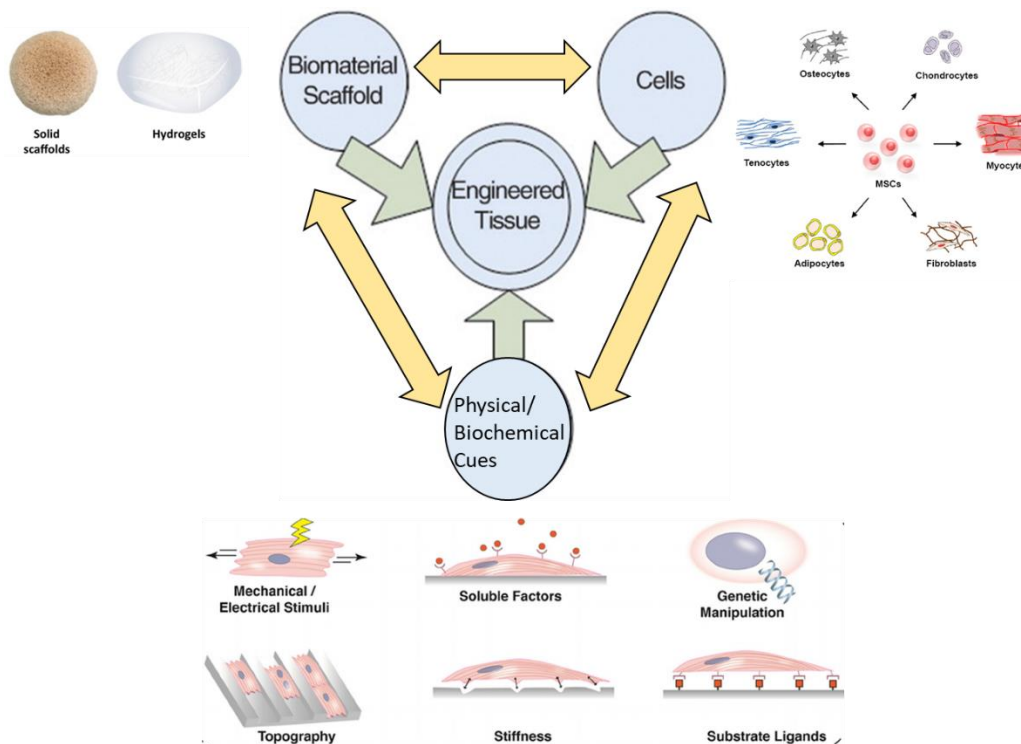 Solid
scaffolds
Hydrogels
Biomaterial
Scaffold
Cells
Engineered
Tissue
Physical/
Biochemical
Cues
Osteocytes
Chondrocytes
Tenocytes
MSCs
Myocyte
Adipocytes
Fibroblasts
Mechanical /
Electrical Stimuli
Soluble Factors
Genetic
Manipulation
Topography
Stiffness
Substrate Ligands